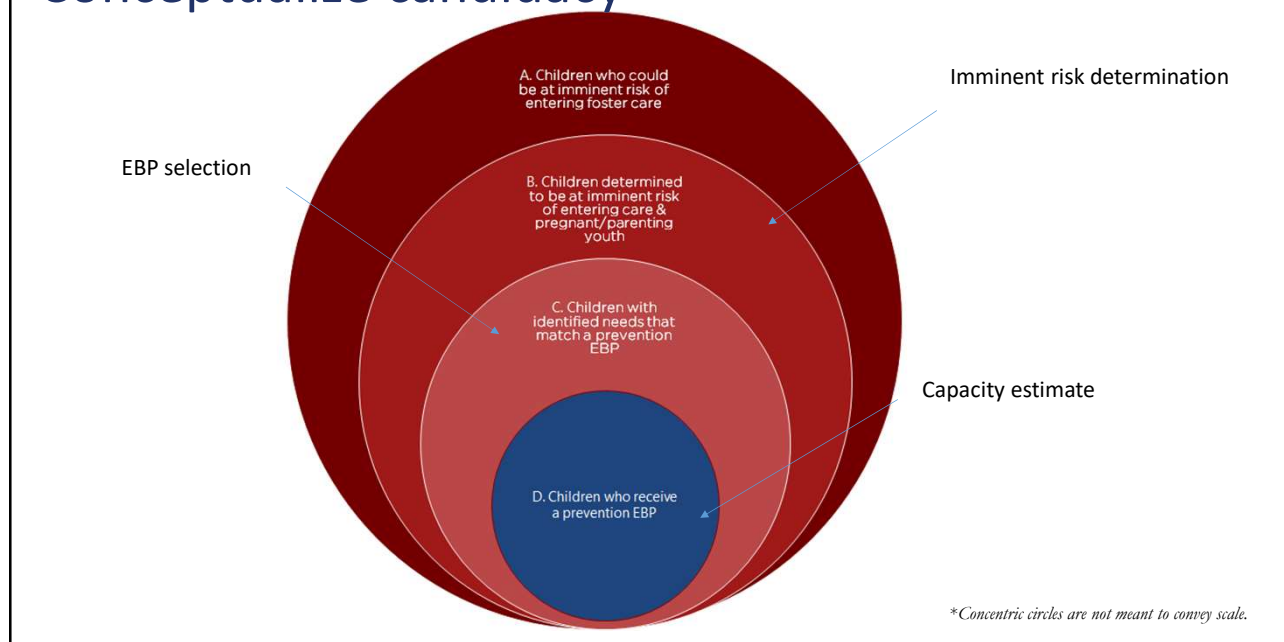 Conceptualize candidacy
A. Children who could
be at imminent risk of
entering foster care
Imminent risk determination
EBP selection
B. Children determined
to be at imminent risk
of entering care &
pregnant/parenting
youth
C. Children with
identified needs that
match a prevention
EBP
Capacity estimate
D. Children who receive
a prevention EBP
*Concentric circles are not meant to convey scale.